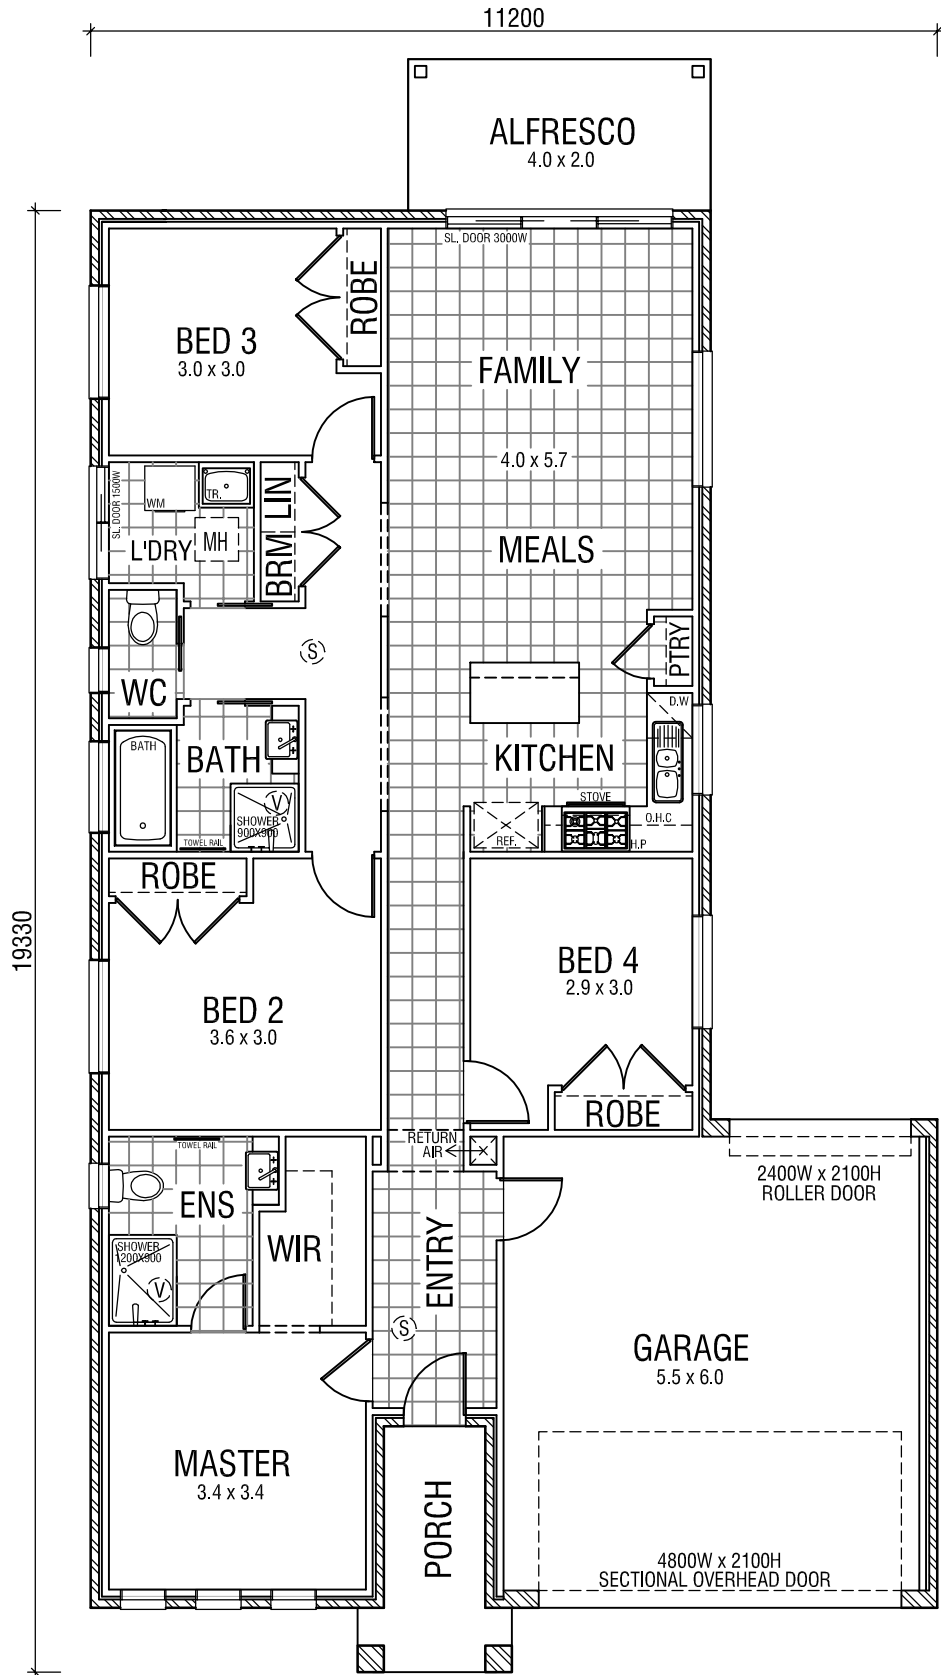 11200
ALFRESCO
4.0 x 2.0
SL. DOOR 3000W
BED 3
3.0 x 3.0
ROBE
FAMILY
4.0 x 5.7
MEALS
SL. DOOR 1500W
WM
TR.
L'DRY
MH
LIN
BRM
S
WC
PTRY
D.W
KITCHEN
BATH
BATH
V
SHOWER
900X900
TOWEL RAIL
STOVE
O.H.C
REF.
H.P
ROBE
19330
BED 2
3.6 x 3.0
BED 4
2.9 x 3.0
ROBE
RETURN
AIR
TOWEL RAIL
ENS
WIR
SHOWER
1200X900
V
ENTRY
S
2400W x 2100H
ROLLER DOOR
GARAGE
5.5 x 6.0
MASTER
3.4 x 3.4
PORCH
4800W x 2100H
SECTIONAL OVERHEAD DOOR